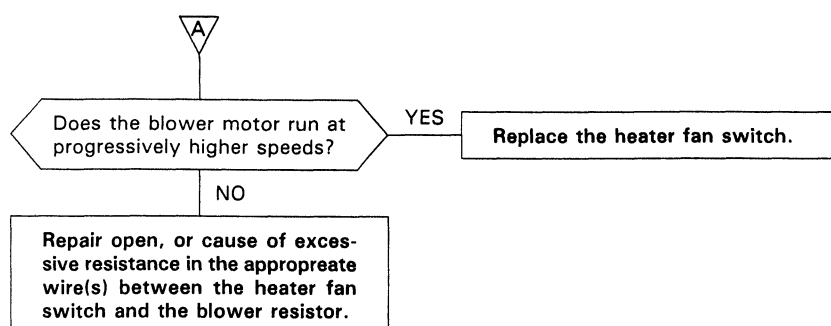 A
Does the blower motor run at
progressively higher speeds?
YES
Replace the heater fan switch.
NO
Repair open, or cause of exces-
sive resistance in the appropreate
wire(s) between the heater fan
switch and the blower resistor.